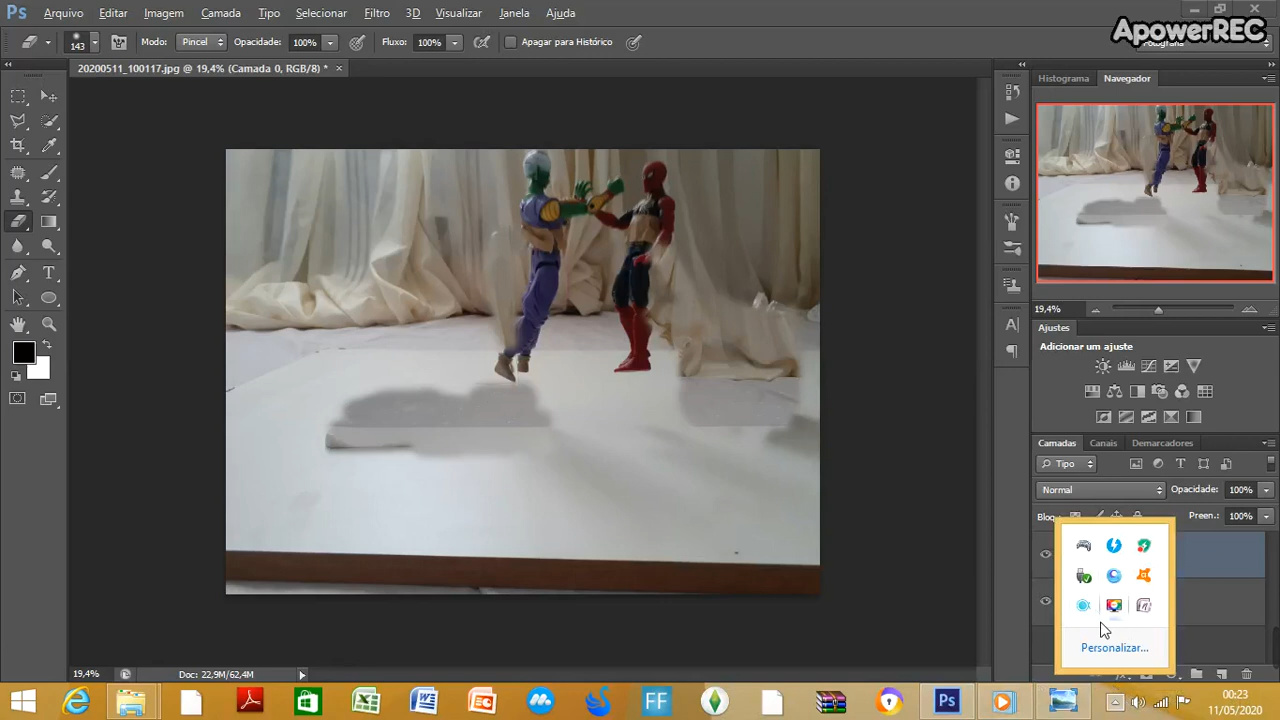 Ps Arquivo Editar Imagem Camada Tipo Selecionar Filtro 3D Visualizar Janela Ajuda
ApowerREC
143 Modo: Pincel Opacidade: 100% Fluxo: 100% Apagar para Histórico
20200511_100117.jpg @ 19,4% (Camada 0, RGB/8) * ×
Histograma Navegador
19,4%
Ajustes
Adicionar um ajuste
Camadas Canais Demarcadores
Tipo
Normal Opacidade: 100%
Preen.: 100%
Personalizar...
19,4% Doc: 22,9M/62,4M
FF Ps
00:23
11/05/2020